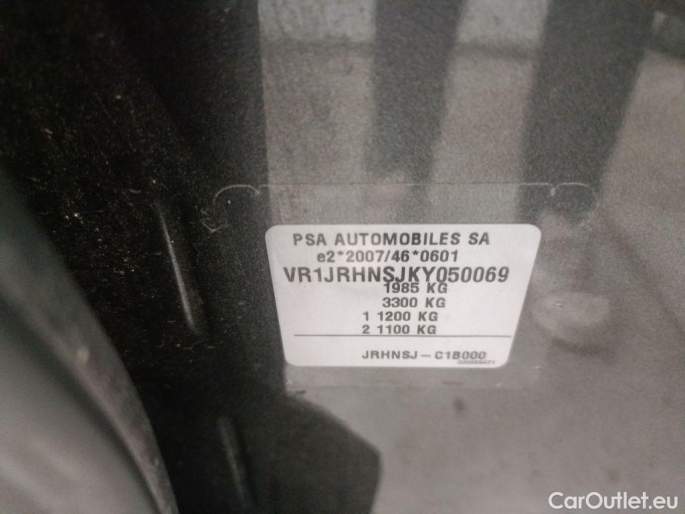 PSA AUTOMOBILES SA
e2*2007/46*0601
VR1JRHNSJKY050069
1985 KG
3300 KG
1 1200 KG
2 1100 KG
JRHNSJ - C1B000
CarOutlet.eu